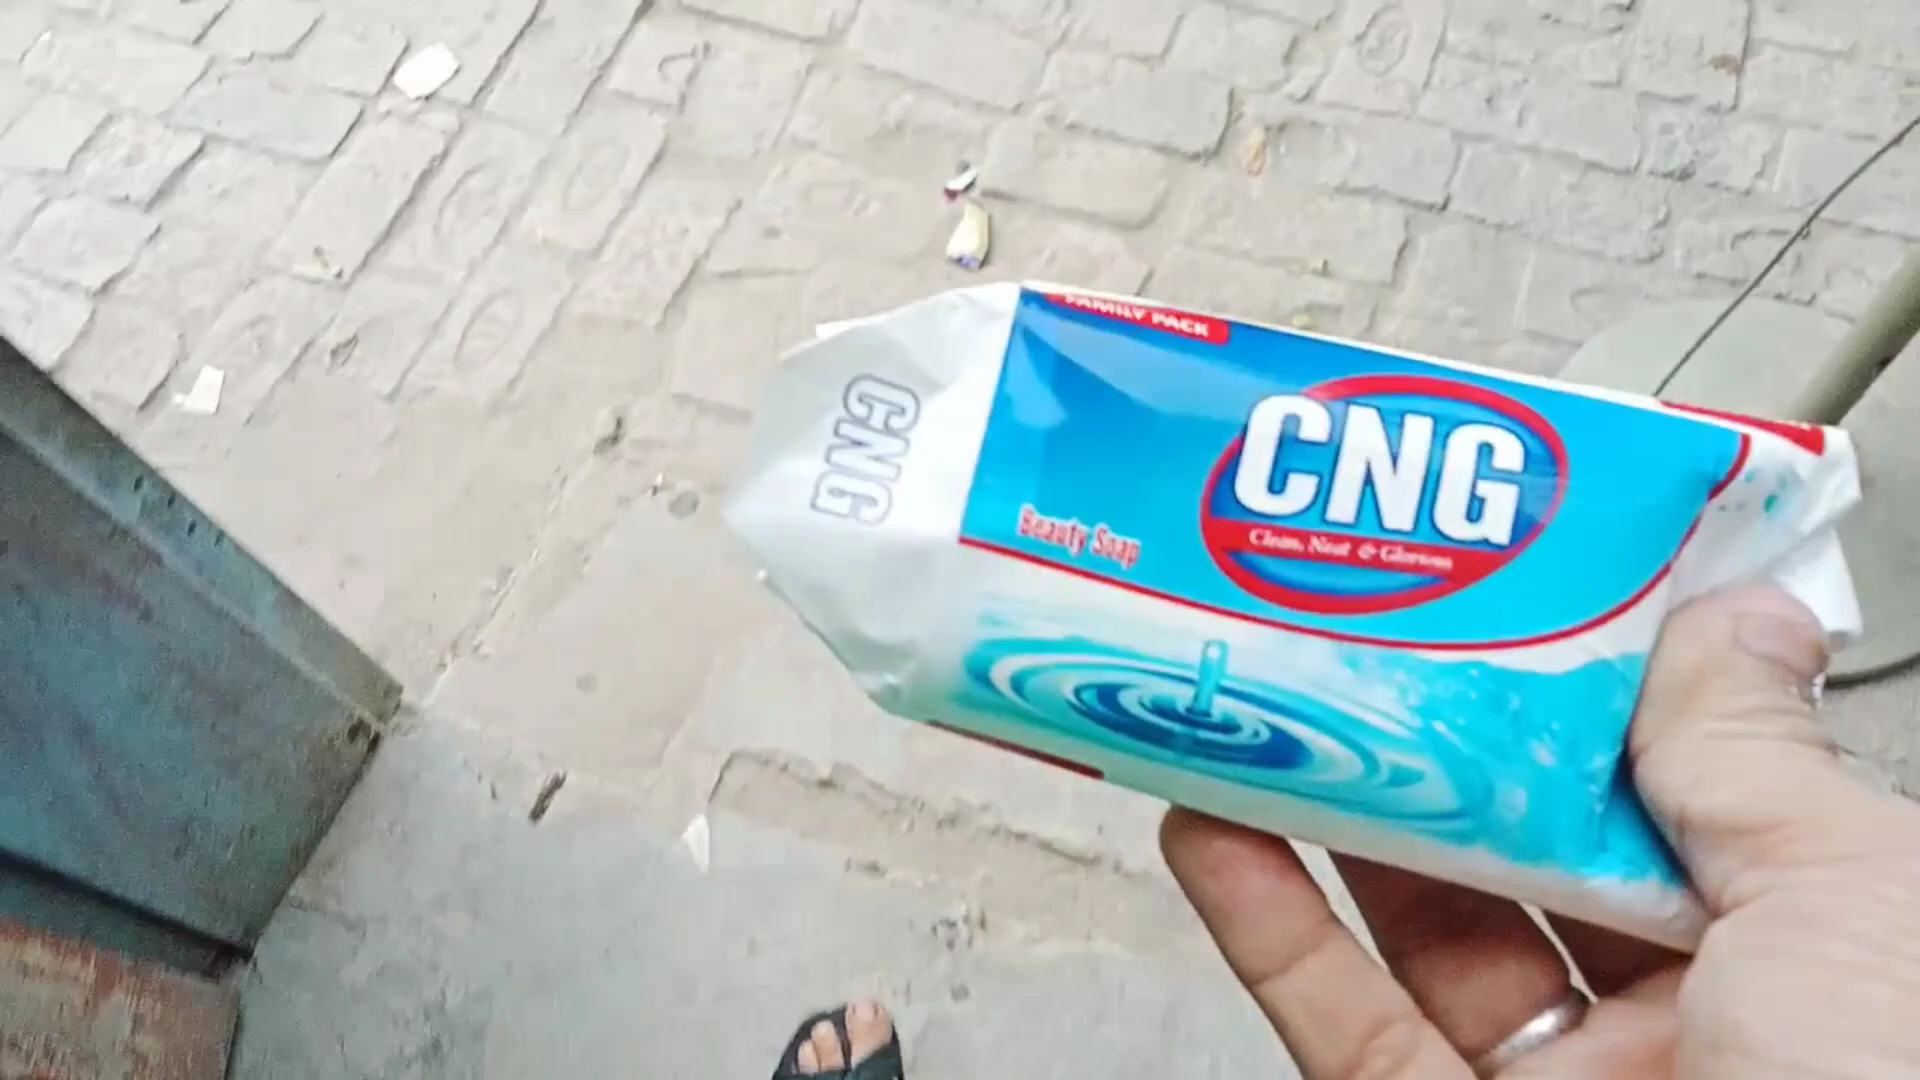 FAMILY PACK
CNG
CNG
Clean, Neat & Glorious
Beauty Soap